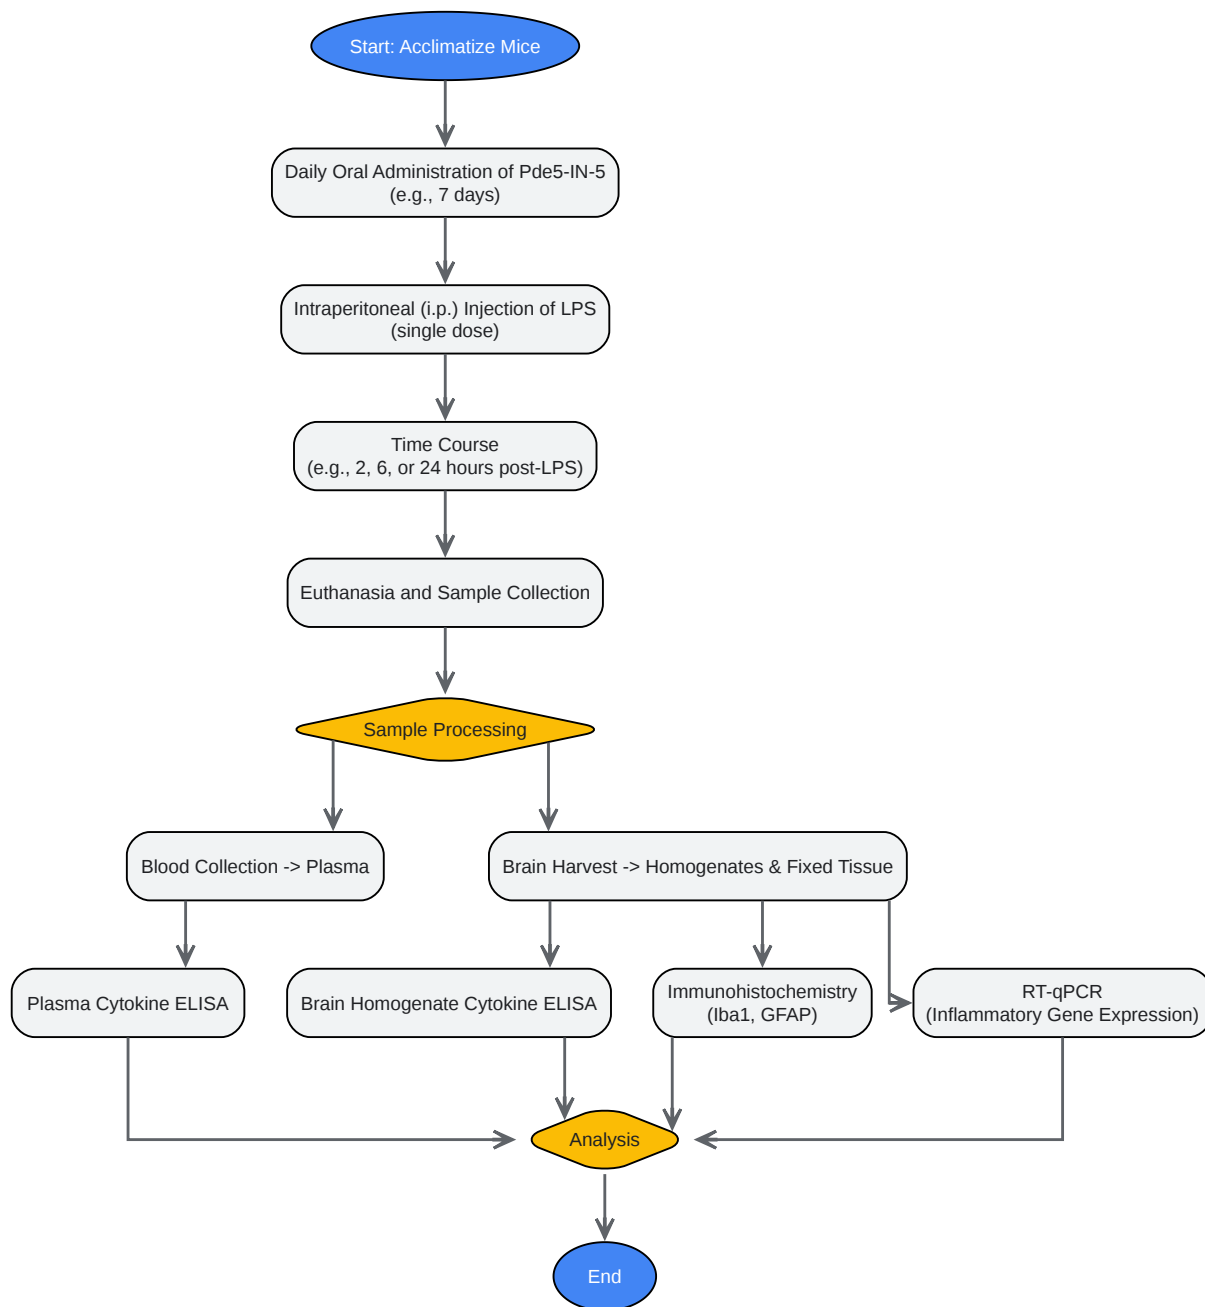 Start: Acclimatize Mice
Daily Oral Administration of Pde5-IN-5
(e.g., 7 days)
Intraperitoneal (i.p.) Injection of LPS
(single dose)
Time Course
(e.g., 2, 6, or 24 hours post-LPS)
Euthanasia and Sample Collection
Sample Processing
Blood Collection -> Plasma
Brain Harvest -> Homogenates & Fixed Tissue
Plasma Cytokine ELISA
Brain Homogenate Cytokine ELISA
Immunohistochemistry
(Iba1, GFAP)
RT-qPCR
(Inflammatory Gene Expression)
Analysis
End